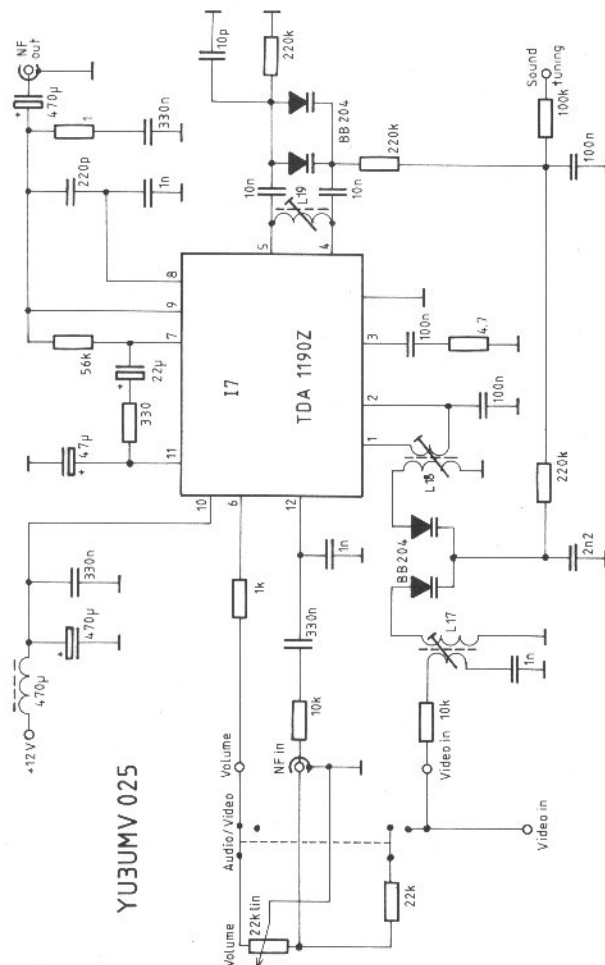 YU3UMV 025
+12V
470µ
470µ
330n
47µ
330
22µ
56k
220p
1n
1
330n
470µ
NF out
10p
220k
BB204
10n
10n
L19
220k
100k
Sound tuning
100n
I7
TDA 1190Z
10
6
12
11
7
9
8
5
4
3
2
1
100n
4.7
100n
L18
BB204
220k
2n2
L17
1n
10k
Video in
Video in
1k
1n
330n
10k
NF in
Volume
Audio/Video
Volume
22k lin
22k